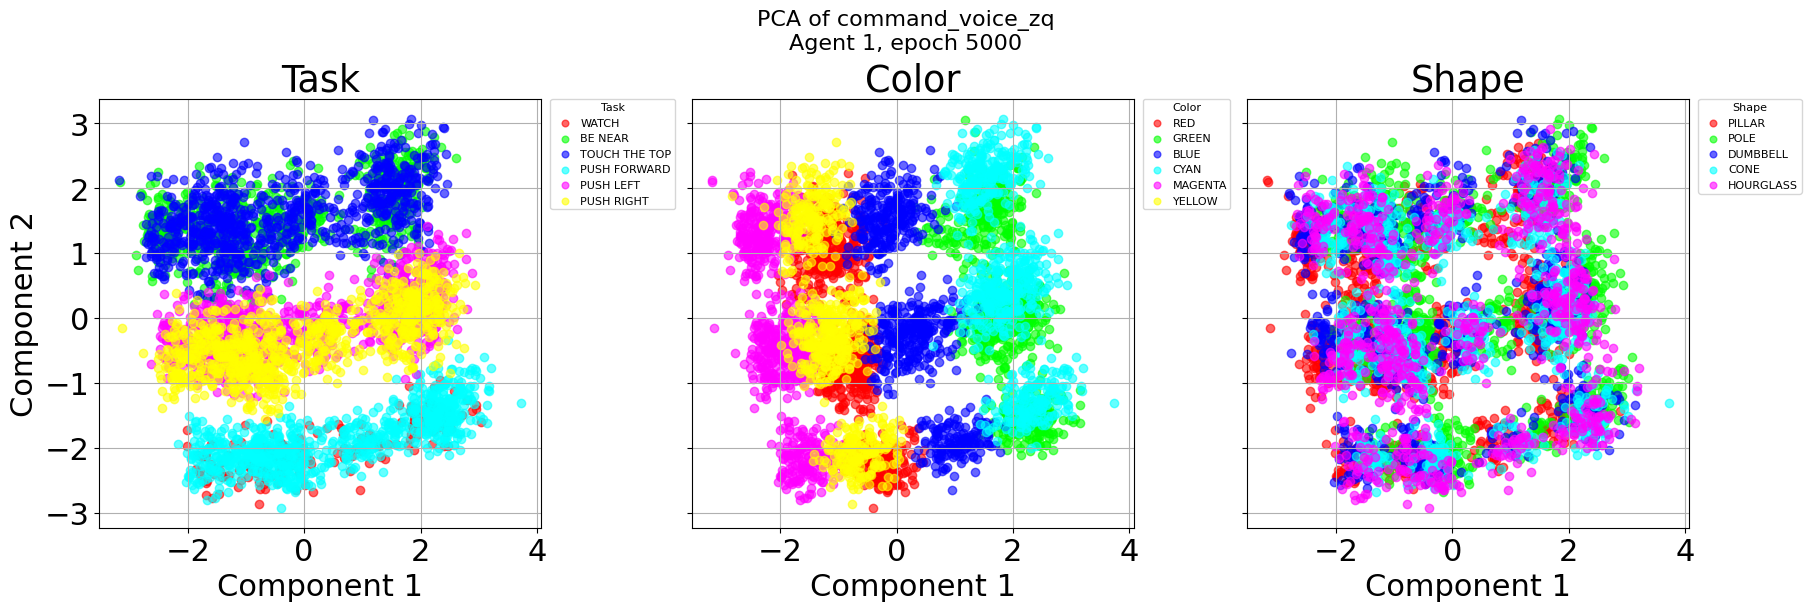 PCA of command_voice_zq
Agent 1, epoch 5000
Task
Color
Shape
Component 2
3
2
1
0
−1
−2
−3
−2
0
2
4
Component 1
Task
WATCH
BE NEAR
TOUCH THE TOP
PUSH FORWARD
PUSH LEFT
PUSH RIGHT
−2
0
2
4
Component 1
Color
RED
GREEN
BLUE
CYAN
MAGENTA
YELLOW
−2
0
2
4
Component 1
Shape
PILLAR
POLE
DUMBBELL
CONE
HOURGLASS